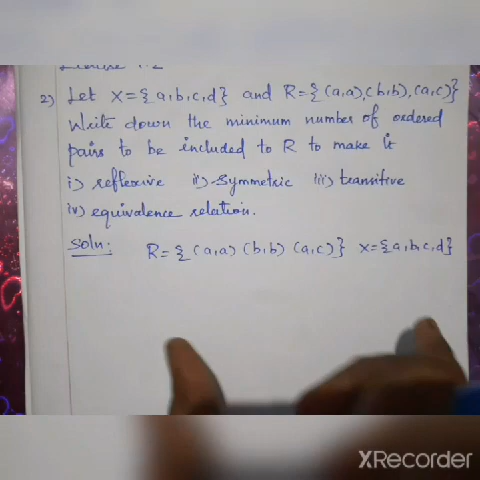 2) Let X={a,b,c,d} and R={(a,a),(b,b),(a,c)}
Write down the minimum number of ordered
pairs to be included to R to make it
i) reflexive ii) Symmetric iii) transitive
iv) equivalence relation.
Soln: R={(a,a) (b,b) (a,c)} X={a,b,c,d}
XRecorder